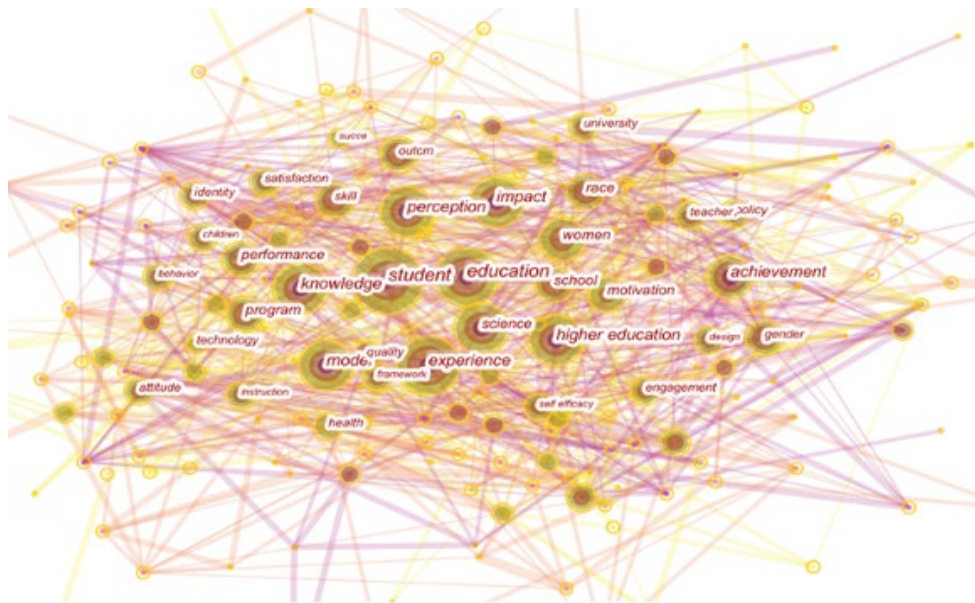 university
succe
outcm
satisfaction
identity
skill
impact
race
perception
teacher policy
children
women
performance
behavior
student
education
achievement
knowledge
school
motivation
program
science
higher education
gender
design
technology
quality
model
experience
framework
attitude
instruction
engagement
self efficacy
health